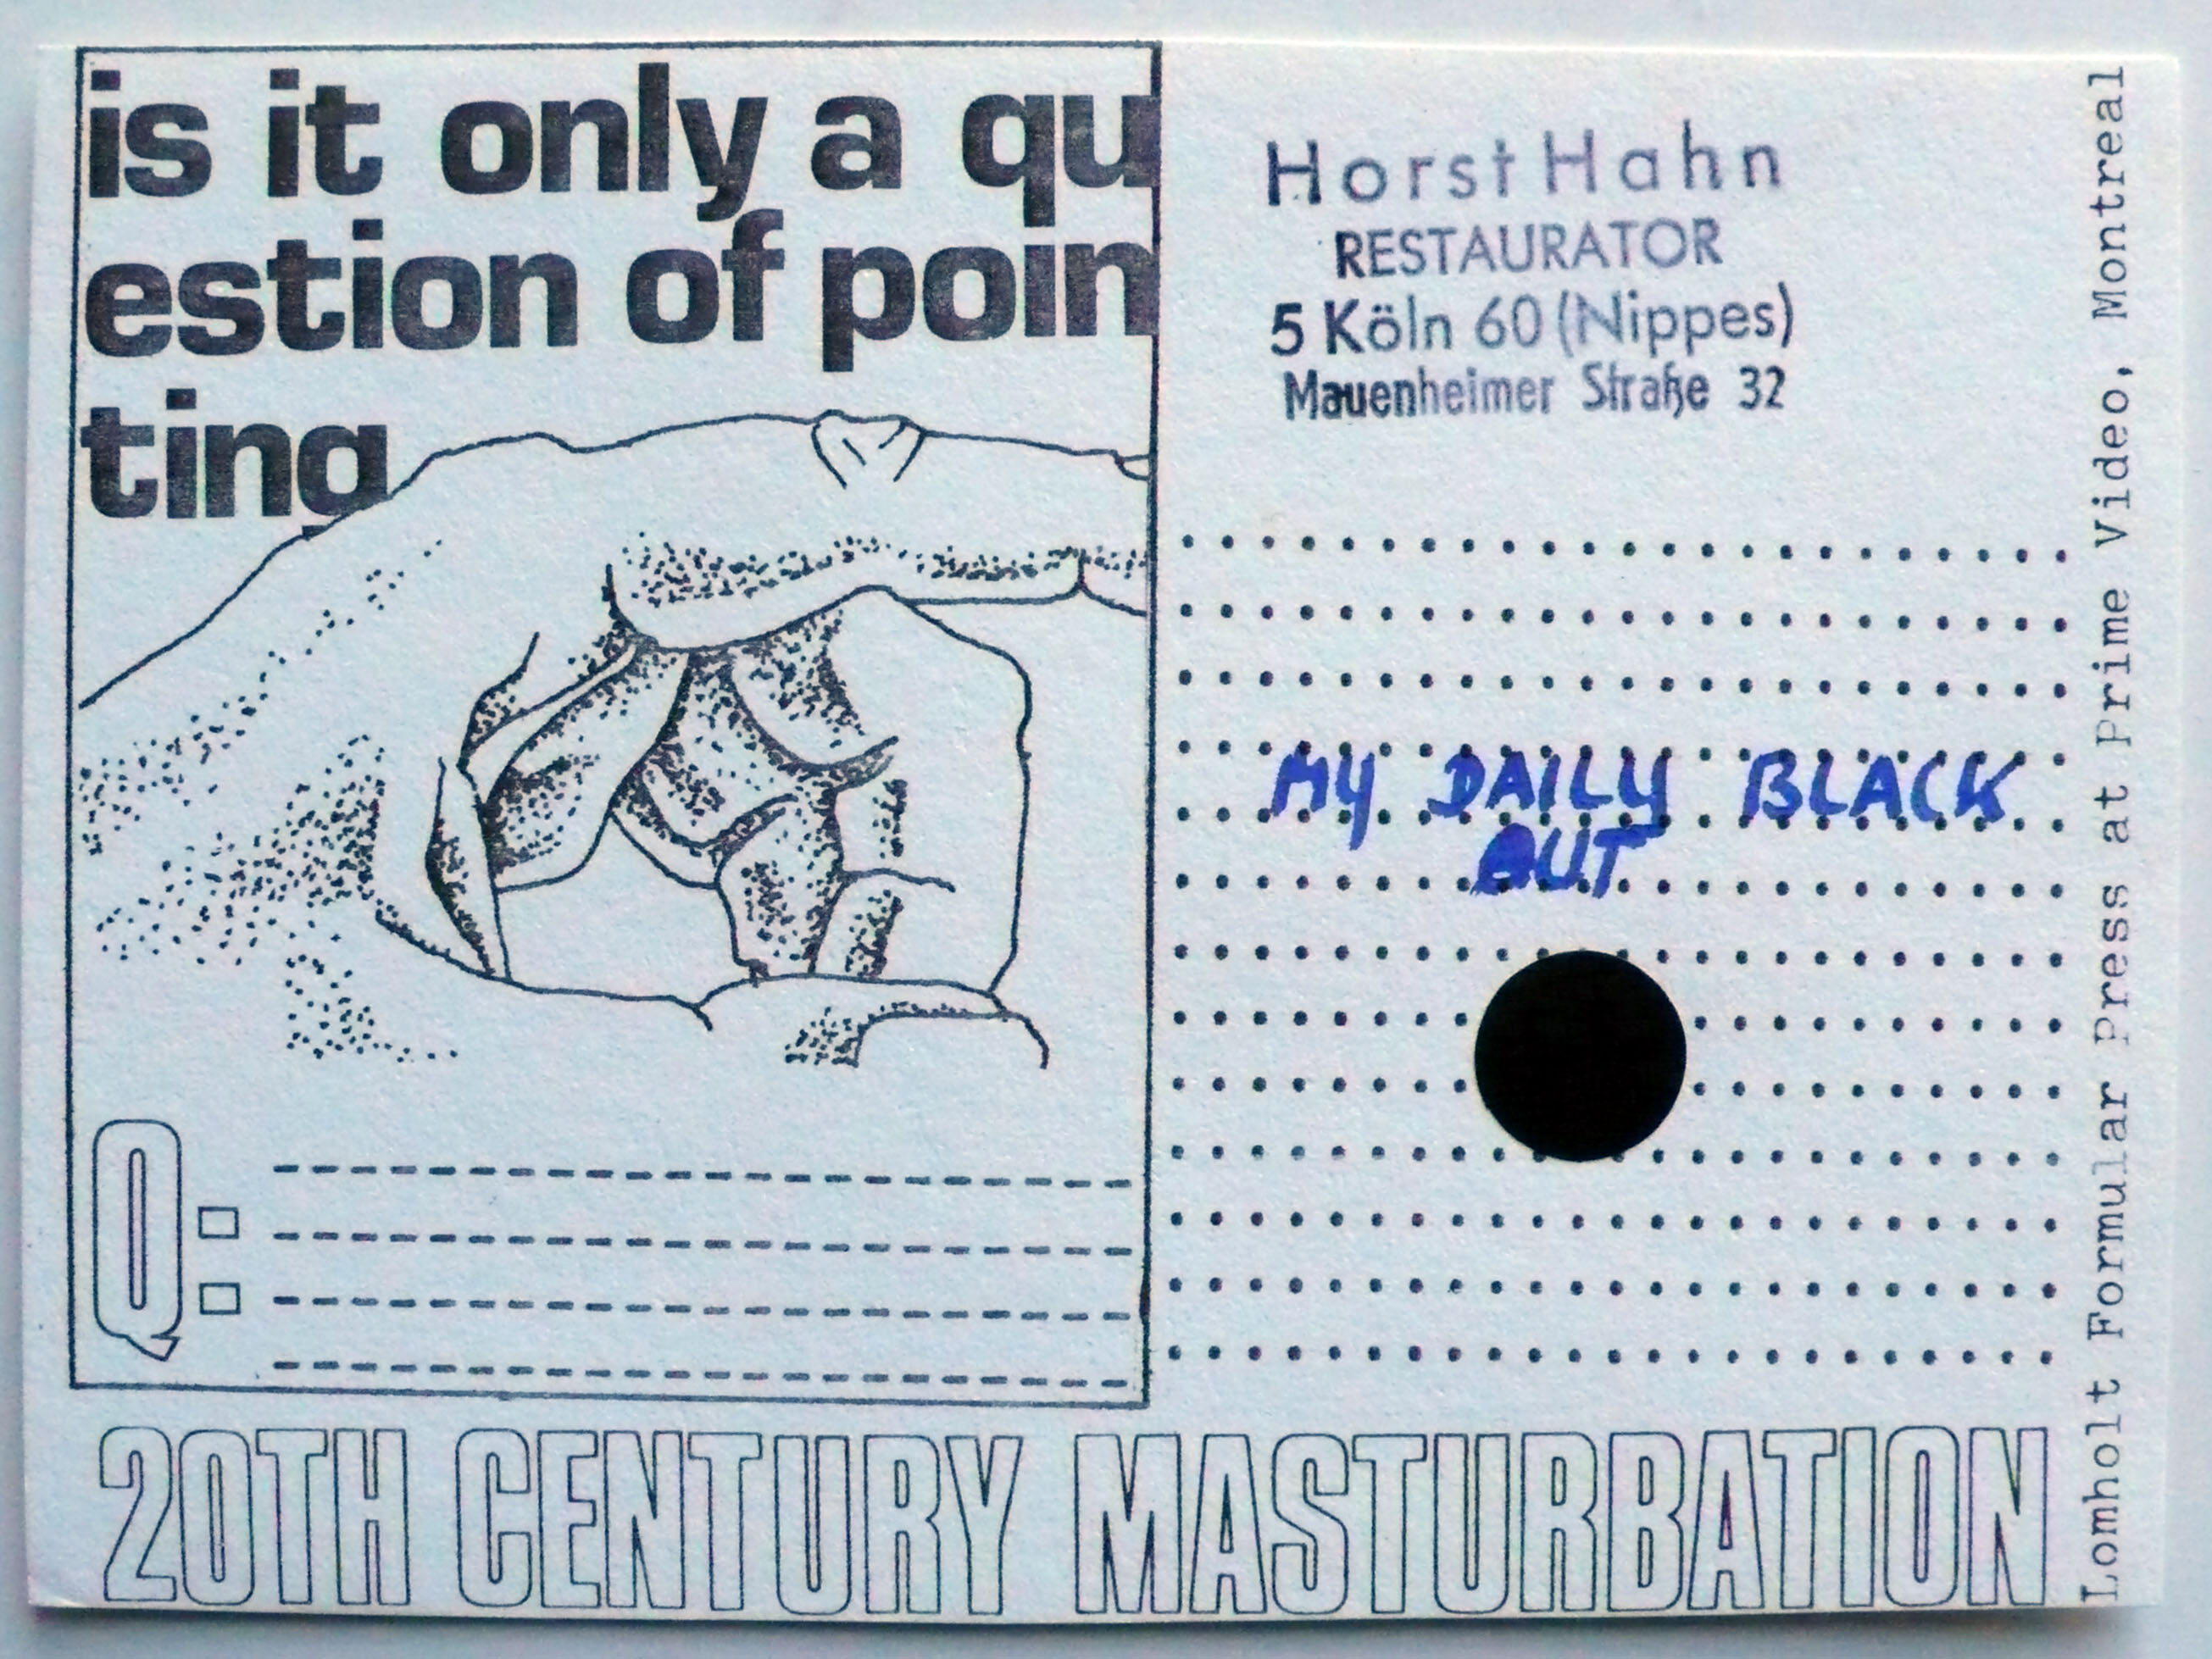 is it only a qu
estion of poin
ting
Q:
Horst Hahn
RESTAURATOR
5 Köln 60 (Nippes)
Mauenheimer Straße 32
MY DAILY BLACK
OUT
20TH CENTURY MASTURBATION
Lomholt Formular Press at Prime Video, Montreal